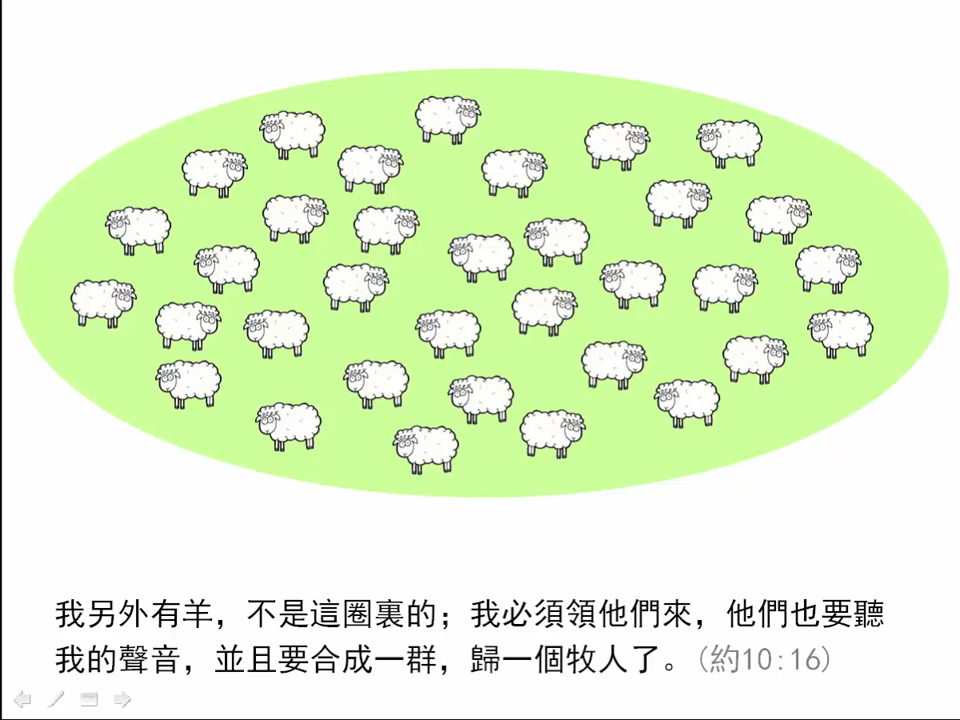 我另外有羊，不是這圈裏的；我必須領他們來，他們也要聽
我的聲音，並且要合成一群，歸一個牧人了。(約10:16)